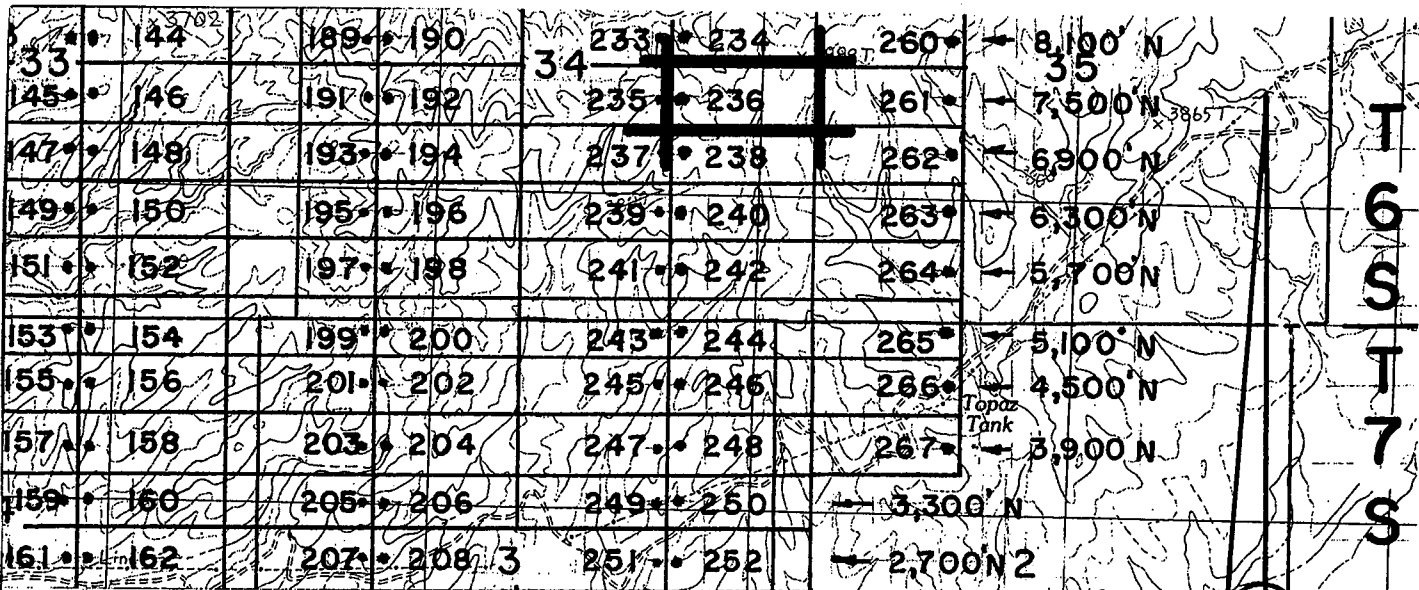 3702
144 189 190 233 234 260 8,100' N
33 34 35
145 146 191 192 235 236 261 7,500' N
3865T T
147 148 193 194 237 238 262 6,900' N
149 150 195 196 239 240 263 6,300' N 6
151 152 197 198 241 242 264 5,700' N S
153 154 199 200 243 244 265 5,100' N
155 156 201 202 245 246 266 4,500' N T
Topaz
Tank
157 158 203 204 247 248 267 3,900 N 7
159 160 205 206 249 250 3,300' N S
161 162 207 208 3 251 252 2,700' N 2